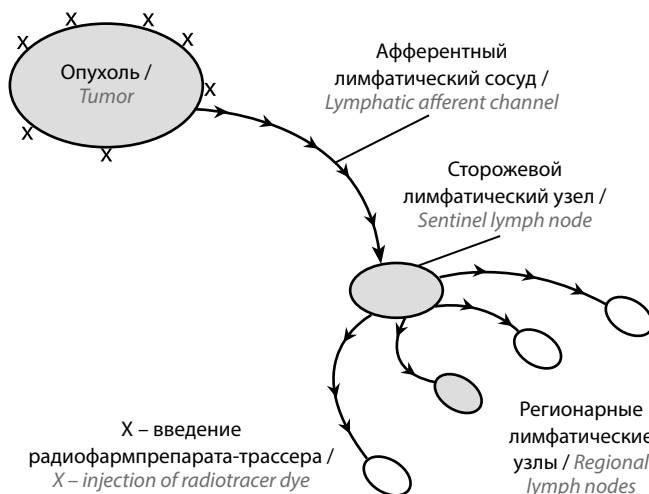 X
X
X
X
X
X
X
X
Опухоль /
Tumor
Афферентный
лимфатический сосуд /
Lymphatic afferent channel
Сторожевой
лимфатический узел /
Sentinel lymph node
X – введение
радиофармпрепарата-трассера /
X – injection of radiotracer dye
Регионарные
лимфатические
узлы / Regional
lymph nodes